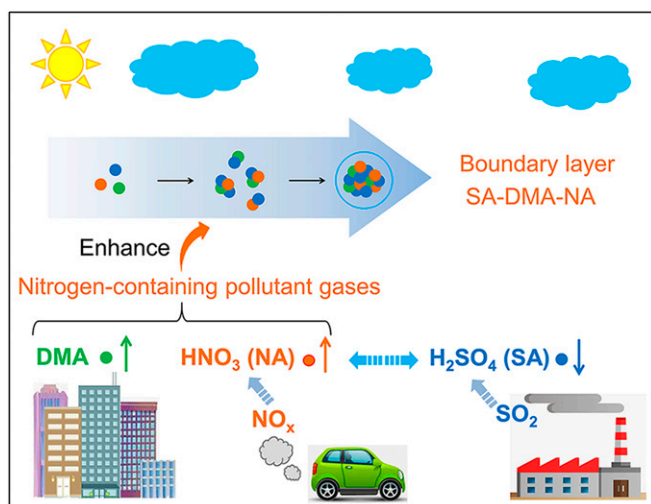 Boundary layer
SA-DMA-NA
Enhance
Nitrogen-containing pollutant gases
DMA
HNO₃ (NA)
H₂SO₄ (SA)
NOₓ
SO₂